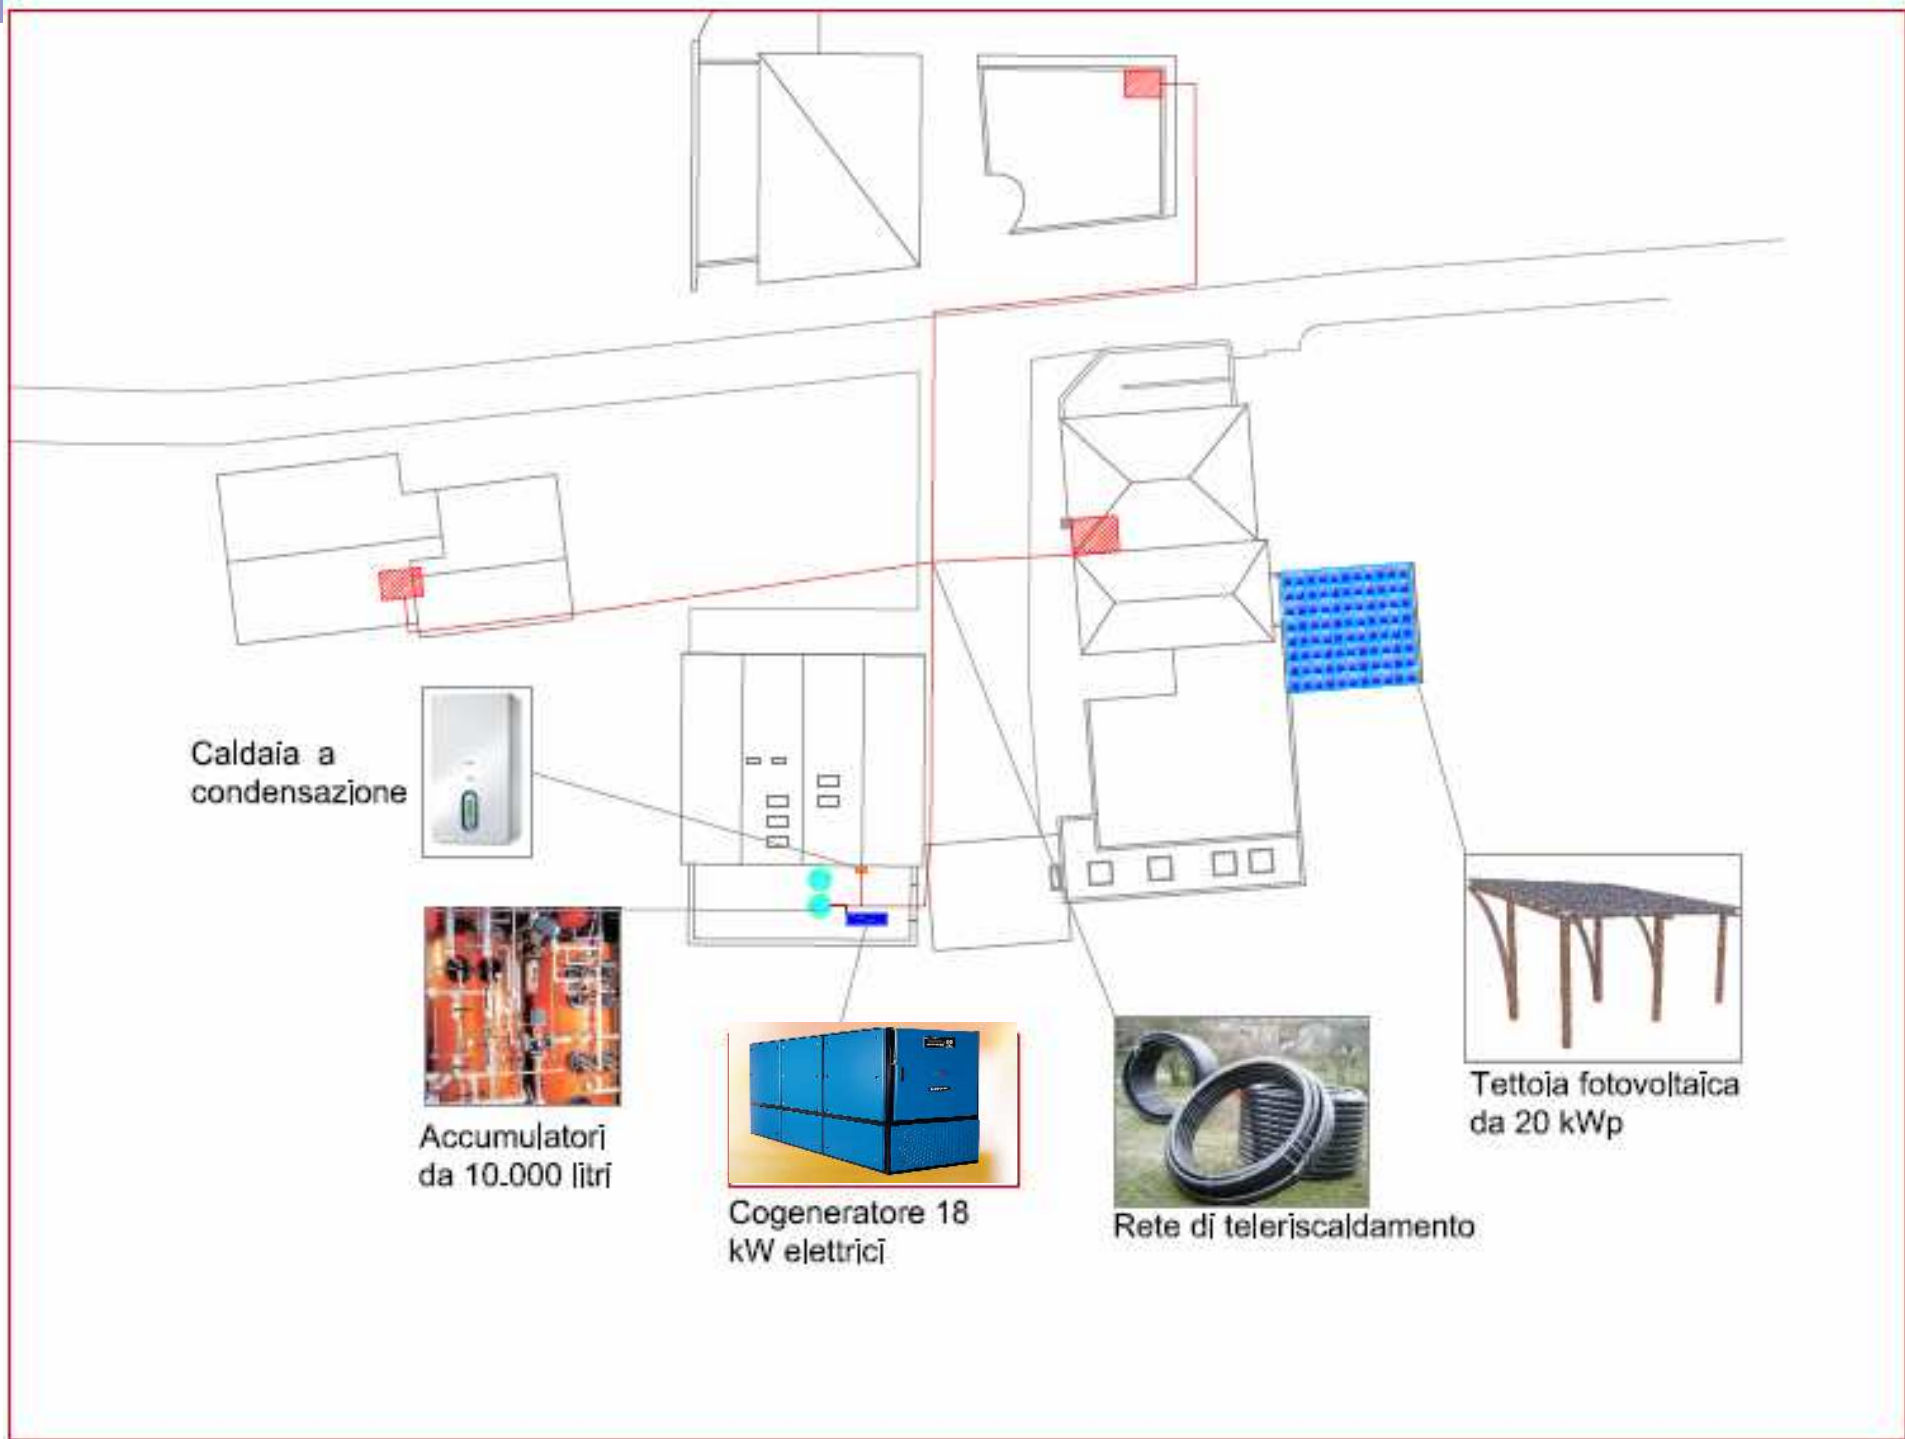 Caldaia a
condensazione
Accumulatori
da 10.000 litri
Cogeneratore 18
kW elettrici
Rete di teleriscaldamento
Tettoia fotovoltaica
da 20 kWp